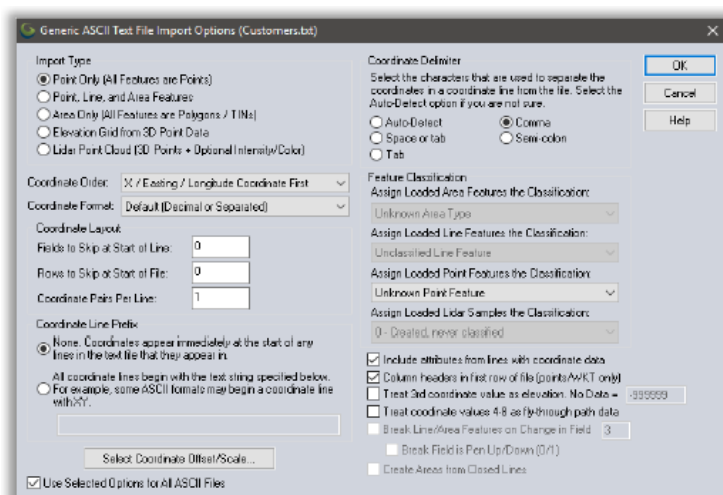 Generic ASCII Text File Import Options (Customers.txt)
Import Type
Point Only (All Features are Points)
Point, Line, and Area Features
Area Only (All Features are Polygons / TINs)
Elevation Grid from 3D Point Data
Lidar Point Cloud (3D Points + Optional Intensity/Color)
Coordinate Order:
X / Easting / Longitude Coordinate First
Coordinate Format:
Default (Decimal or Separated)
Coordinate Layout
Fields to Skip at Start of Line:
0
Rows to Skip at Start of File:
0
Coordinate Pairs Per Line:
1
Coordinate Line Prefix
None. Coordinates appear immediately at the start of any
lines in the text file that they appear in.
All coordinate lines begin with the text string specified below.
For example, some ASCII formats may begin a coordinate line
with XY.
Select Coordinate Offset/Scale...
Use Selected Options for All ASCII Files
Coordinate Delimiter
Select the characters that are used to separate the
coordinates in a coordinate line from the file. Select the
Auto-Detect option if you are not sure.
Auto-Detect
Comma
Space or tab
Semi-colon
Tab
Feature Classification
Assign Loaded Area Features the Classification:
Unknown Area Type
Assign Loaded Line Features the Classification:
Unclassified Line Feature
Assign Loaded Point Features the Classification:
Unknown Point Feature
Assign Loaded Lidar Samples the Classification:
0 - Created, never classified
Include attributes from lines with coordinate data
Column headers in first row of file (points/WKT only)
Treat 3rd coordinate value as elevation. No Data =
-999999
Treat coodinate values 4-8 as fly-through path data
Break Line/Area Features on Change in Field
3
Break Field is Pen Up/Down (0/1)
Create Areas from Closed Lines
OK
Cancel
Help